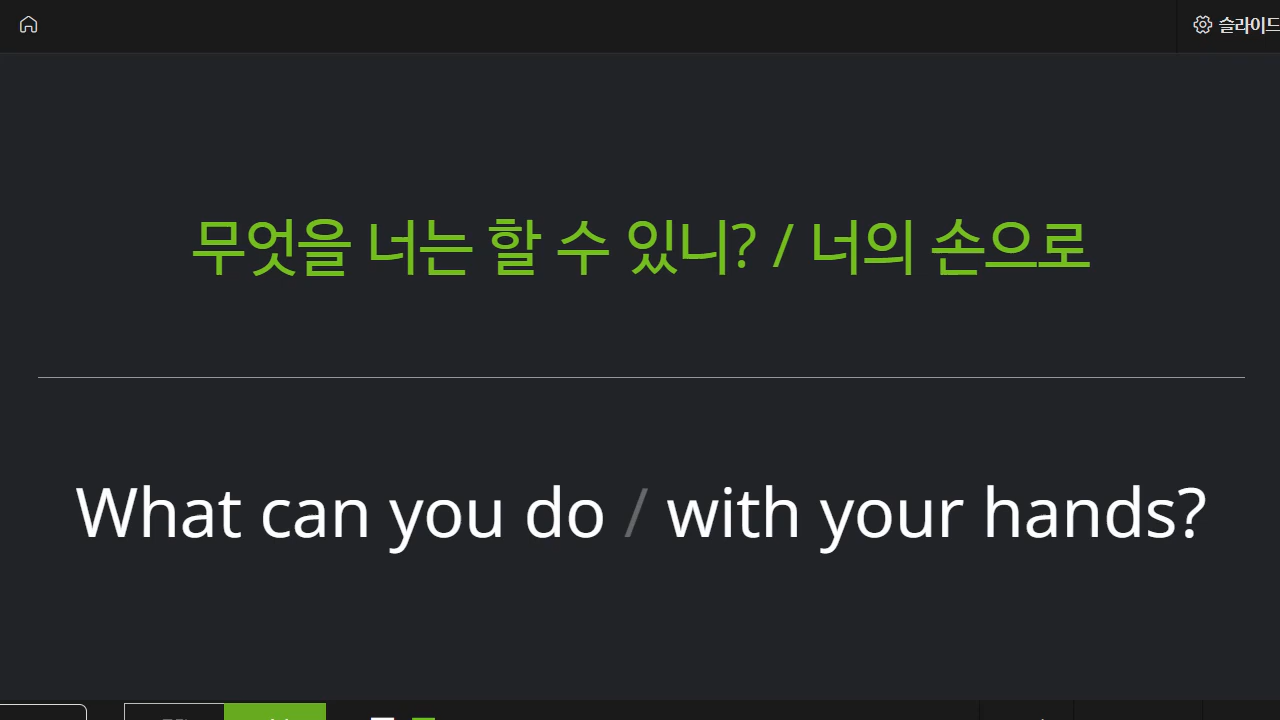 슬라이드
무엇을 너는 할 수 있니? / 너의 손으로
What can you do / with your hands?